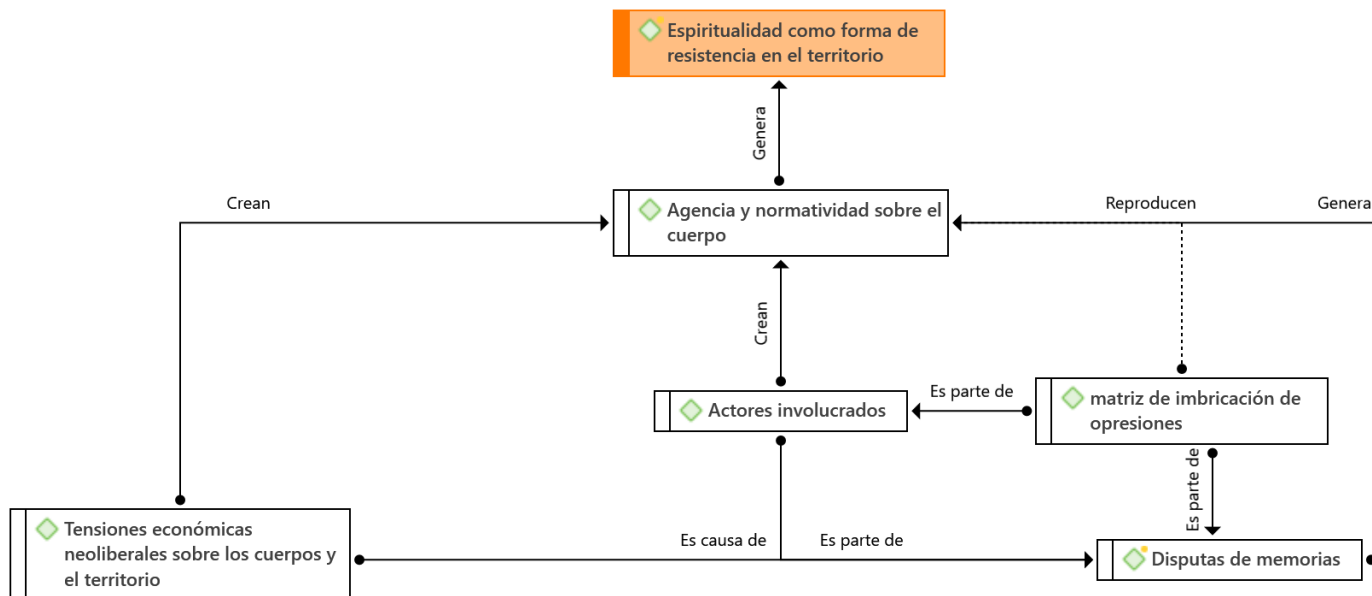 Espiritualidad como forma de
resistencia en el territorio
Genera
Crean
Agencia y normatividad sobre el
cuerpo
Reproducen
Genera
Crean
Actores involucrados
Es parte de
matriz de imbricación de
opresiones
Es parte de
Tensiones económicas
neoliberales sobre los cuerpos y
el territorio
Es causa de
Es parte de
Disputas de memorias